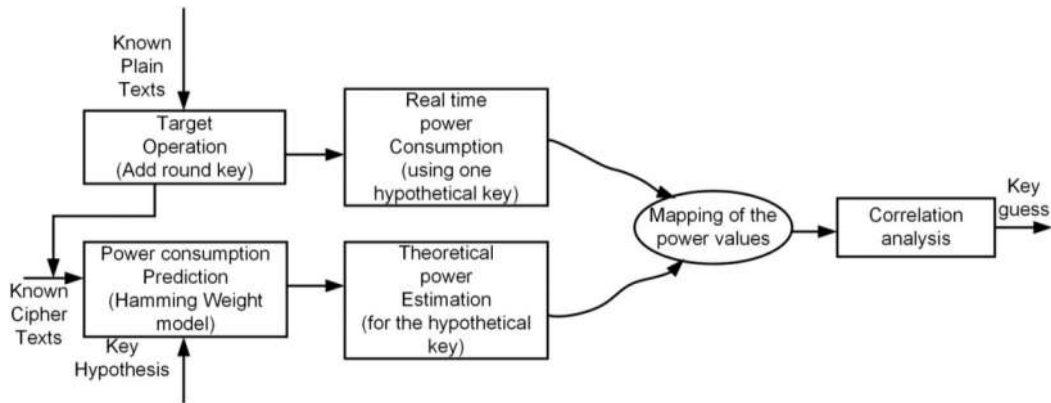 Known
Plain
Texts
Target
Operation
(Add round key)
Real time
power
Consumption
(using one
hypothetical key)
Mapping of the
power values
Correlation
analysis
Key
guess
Known
Cipher
Texts
Power consumption
Prediction
(Hamming Weight
model)
Key
Hypothesis
Theoretical
power
Estimation
(for the hypothetical
key)